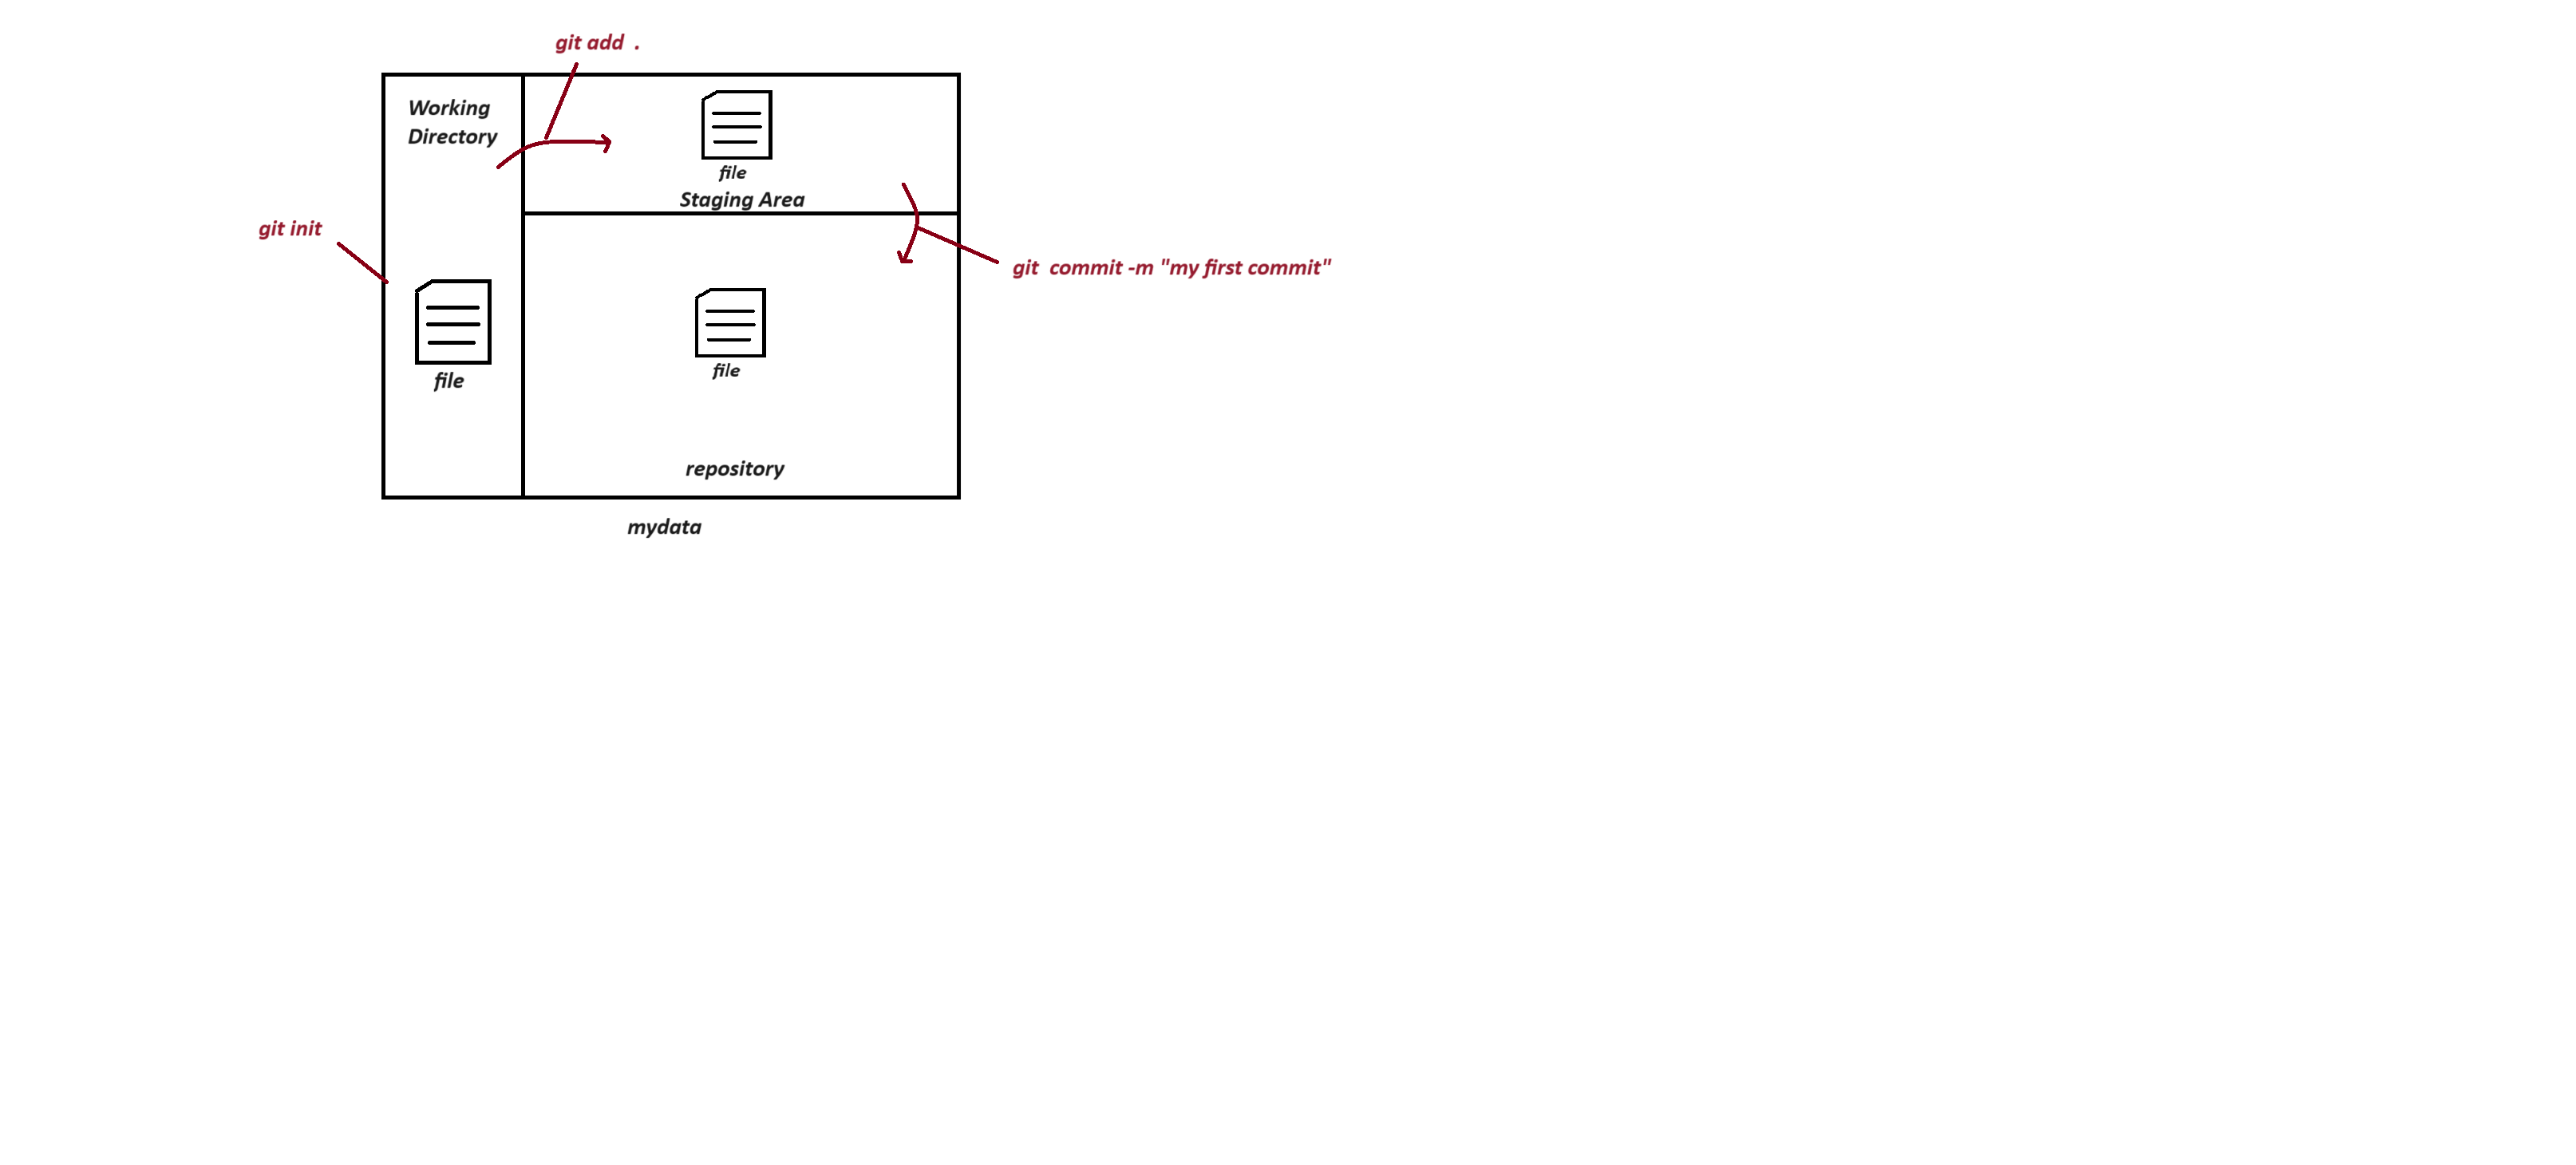 git add .
Working
Directory
file
Staging Area
git init
git commit -m "my first commit"
file
file
repository
mydata